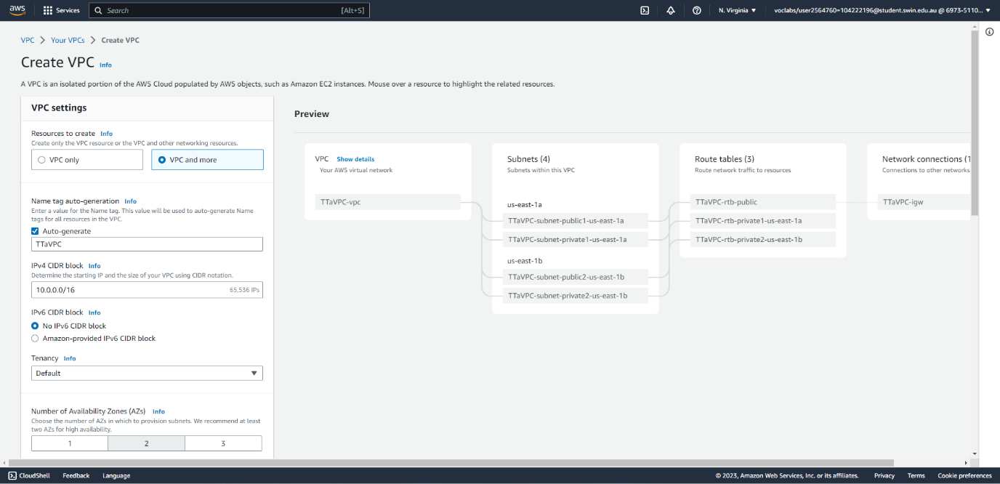 aws
Services
Search
[Alt+S]
N. Virginia
voclabs/user2564760=104222196@student.swin.edu.au @ 6973-5110...
VPC
Your VPCs
Create VPC
Create VPC Info
A VPC is an isolated portion of the AWS Cloud populated by AWS objects, such as Amazon EC2 instances. Mouse over a resource to highlight the related resources.
VPC settings
Resources to create Info
Create only the VPC resource or the VPC and other networking resources.
VPC only
VPC and more
Name tag auto-generation Info
Enter a value for the Name tag. This value will be used to auto-generate Name
tags for all resources in the VPC.
Auto-generate
TTaVPC
IPv4 CIDR block Info
Determine the starting IP and the size of your VPC using CIDR notation.
10.0.0.0/16
65,536 IPs
IPv6 CIDR block Info
No IPv6 CIDR block
Amazon-provided IPv6 CIDR block
Tenancy Info
Default
Number of Availability Zones (AZs) Info
Choose the number of AZs in which to provision subnets. We recommend at least
two AZs for high availability.
1
2
3
Preview
VPC Show details
Your AWS virtual network
TTaVPC-vpc
Subnets (4)
Subnets within this VPC
us-east-1a
TTaVPC-subnet-public1-us-east-1a
TTaVPC-subnet-private1-us-east-1a
us-east-1b
TTaVPC-subnet-public2-us-east-1b
TTaVPC-subnet-private2-us-east-1b
Route tables (3)
Route network traffic to resources
TTaVPC-rtb-public
TTaVPC-rtb-private1-us-east-1a
TTaVPC-rtb-private2-us-east-1b
Network connections (1
Connections to other networks
TTaVPC-igw
CloudShell
Feedback
Language
© 2023, Amazon Web Services, Inc. or its affiliates.
Privacy
Terms
Cookie preferences